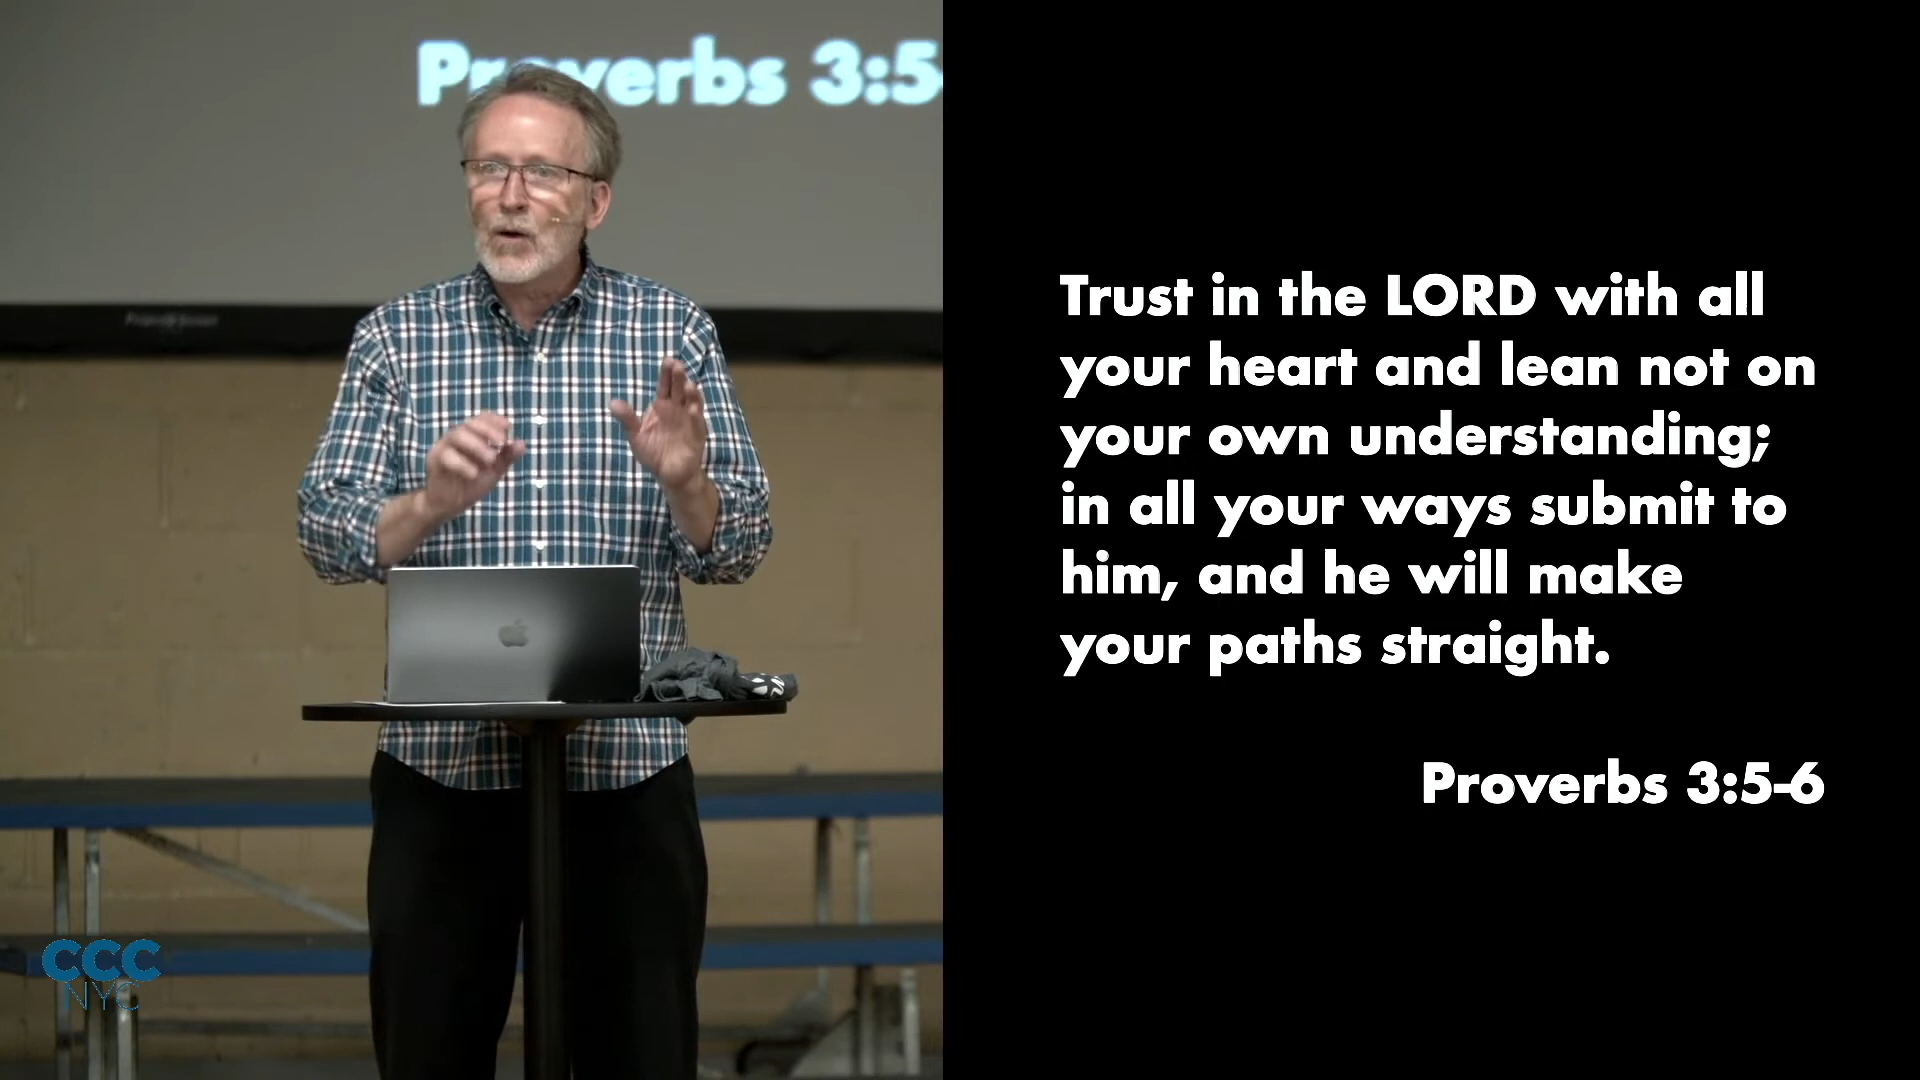 Proverbs 3:5-
Trust in the LORD with all
your heart and lean not on
your own understanding;
in all your ways submit to
him, and he will make
your paths straight.
Proverbs 3:5-6
CCC
NYC